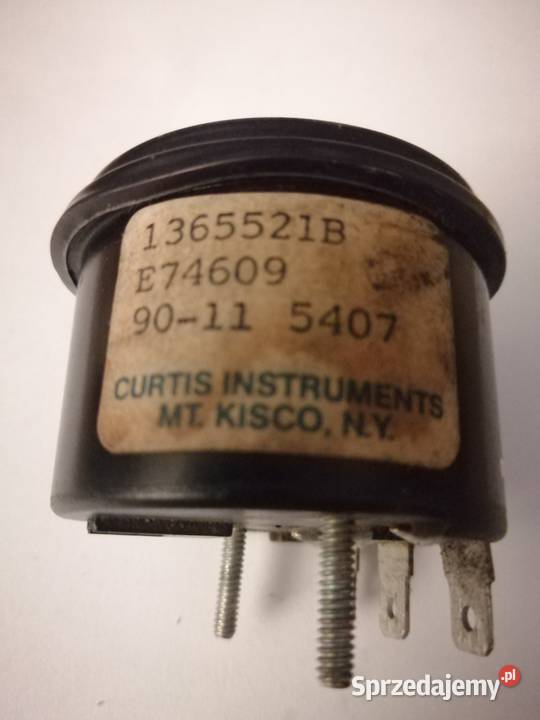 1365521B
E74609
90-11 5407
CURTIS INSTRUMENTS
MT. KISCO, N.Y.
Sprzedajemy.pl